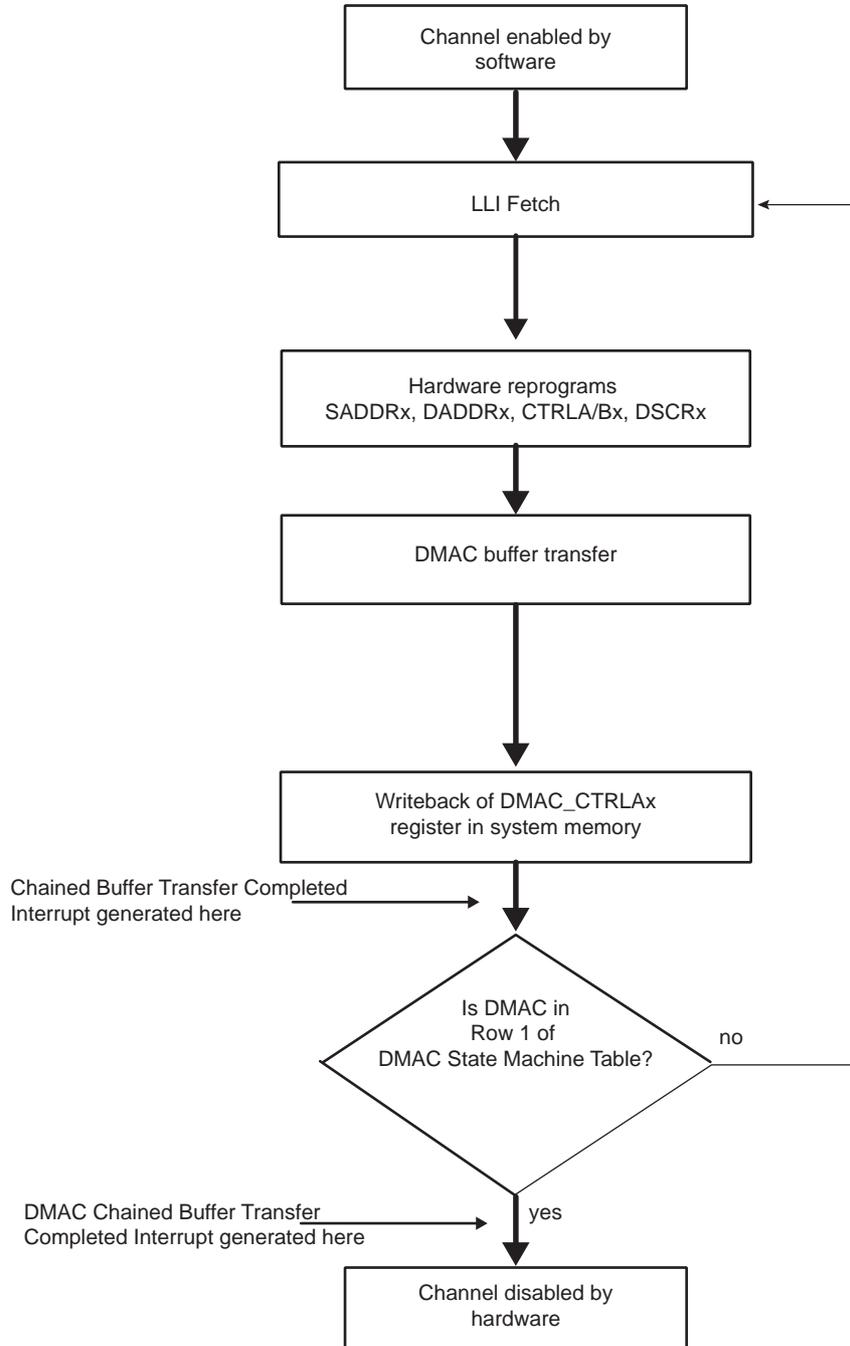 Channel enabled by
software
LLI Fetch
Hardware reprograms
SADDRx, DADDRx, CTRLA/Bx, DSCRx
DMAC buffer transfer
Writeback of DMAC_CTRLAx
register in system memory
Chained Buffer Transfer Completed
Interrupt generated here
Is DMAC in
Row 1 of
DMAC State Machine Table?
no
yes
DMAC Chained Buffer Transfer
Completed Interrupt generated here
Channel disabled by
hardware